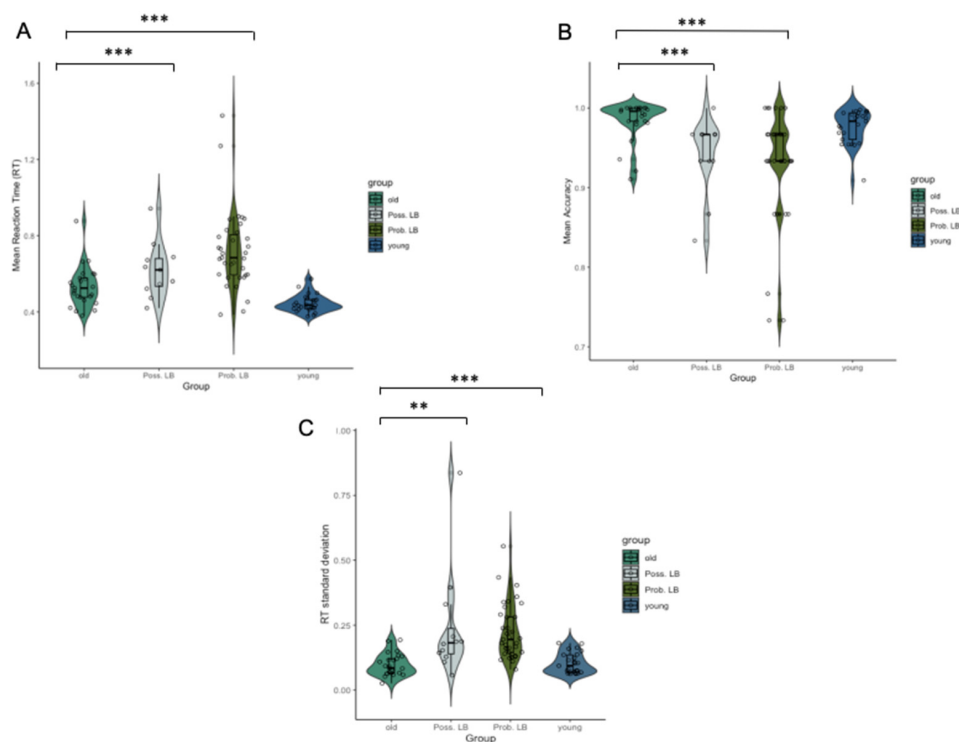 A
***
***
Mean Reaction Time (RT)
1.6
1.2
0.8
0.4
old
Poss. LB
Prob. LB
young
Group
group
old
Poss. LB
Prob. LB
young
B
***
***
Mean Accuracy
1.0
0.9
0.8
0.7
old
Poss. LB
Prob. LB
young
Group
group
old
Poss. LB
Prob. LB
young
C
***
**
RT standard deviation
1.00
0.75
0.50
0.25
0.00
old
Poss. LB
Prob. LB
young
Group
group
old
Poss. LB
Prob. LB
young